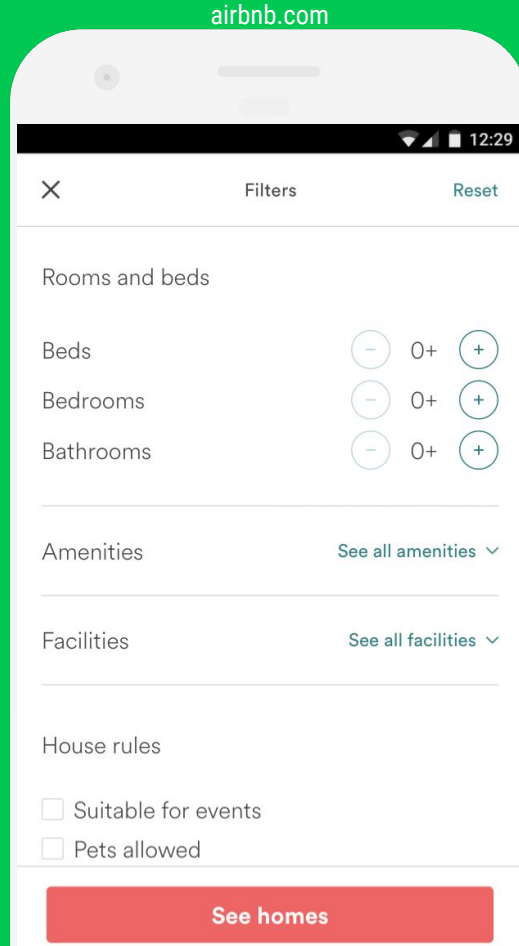 airbnb.com
12:29
Filters Reset
Rooms and beds
Beds 0+
Bedrooms 0+
Bathrooms 0+
Amenities See all amenities
Facilities See all facilities
House rules
Suitable for events
Pets allowed
See homes